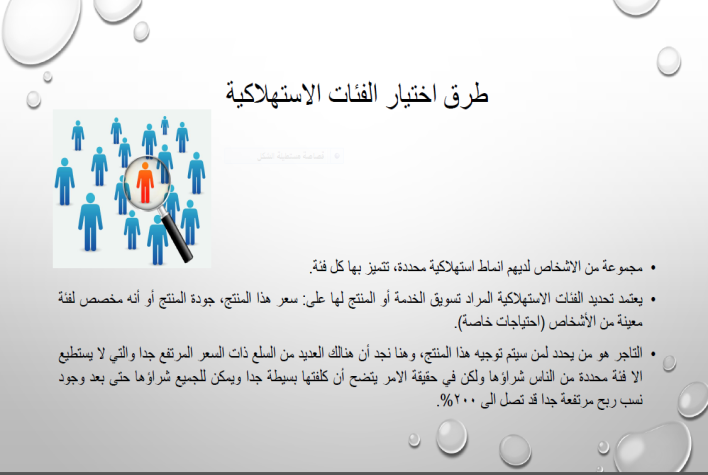 طرق اختيار الفئات الاستهلاكية
• مجموعة من الاشخاص لديهم انماط استهلاكية محددة، تتميز بها كل فئة.
• يعتمد تحديد الفئات الاستهلاكية المراد تسويق الخدمة أو المنتج لها على: سعر هذا المنتج، جودة المنتج أو أنه مخصص لفئة
معينة من الأشخاص (احتياجات خاصة).
• التاجر هو من يحدد لمن سيتم توجيه هذا المنتج، وهنا نجد أن هنالك العديد من السلع ذات السعر المرتفع جدا والتي لا يستطيع
الا فئة محددة من الناس شراؤها ولكن في حقيقة الامر يتضح أن كلفتها بسيطة جدا ويمكن للجميع شراؤها حتى بعد وجود
نسب ربح مرتفعة جدا قد تصل الى ٢٠٠%.